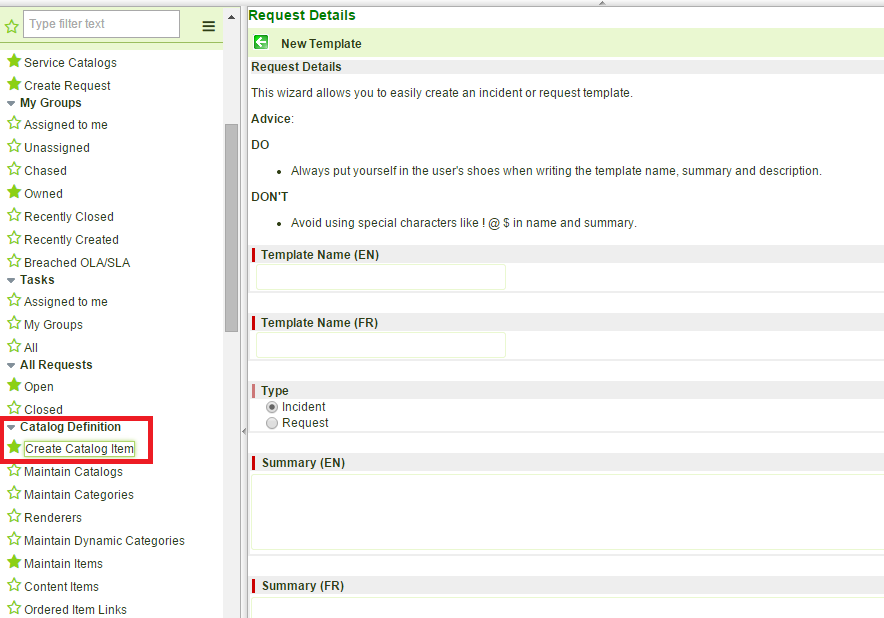 Type filter text
Service Catalogs
Create Request
My Groups
Assigned to me
Unassigned
Chased
Owned
Recently Closed
Recently Created
Breached OLA/SLA
Tasks
Assigned to me
My Groups
All
All Requests
Open
Closed
Catalog Definition
Create Catalog Item
Maintain Catalogs
Maintain Categories
Renderers
Maintain Dynamic Categories
Maintain Items
Content Items
Ordered Item Links
Request Details
New Template
Request Details
This wizard allows you to easily create an incident or request template.
Advice:
DO
Always put yourself in the user's shoes when writing the template name, summary and description.
DON'T
Avoid using special characters like ! @ $ in name and summary.
Template Name (EN)
Template Name (FR)
Type
Incident
Request
Summary (EN)
Summary (FR)